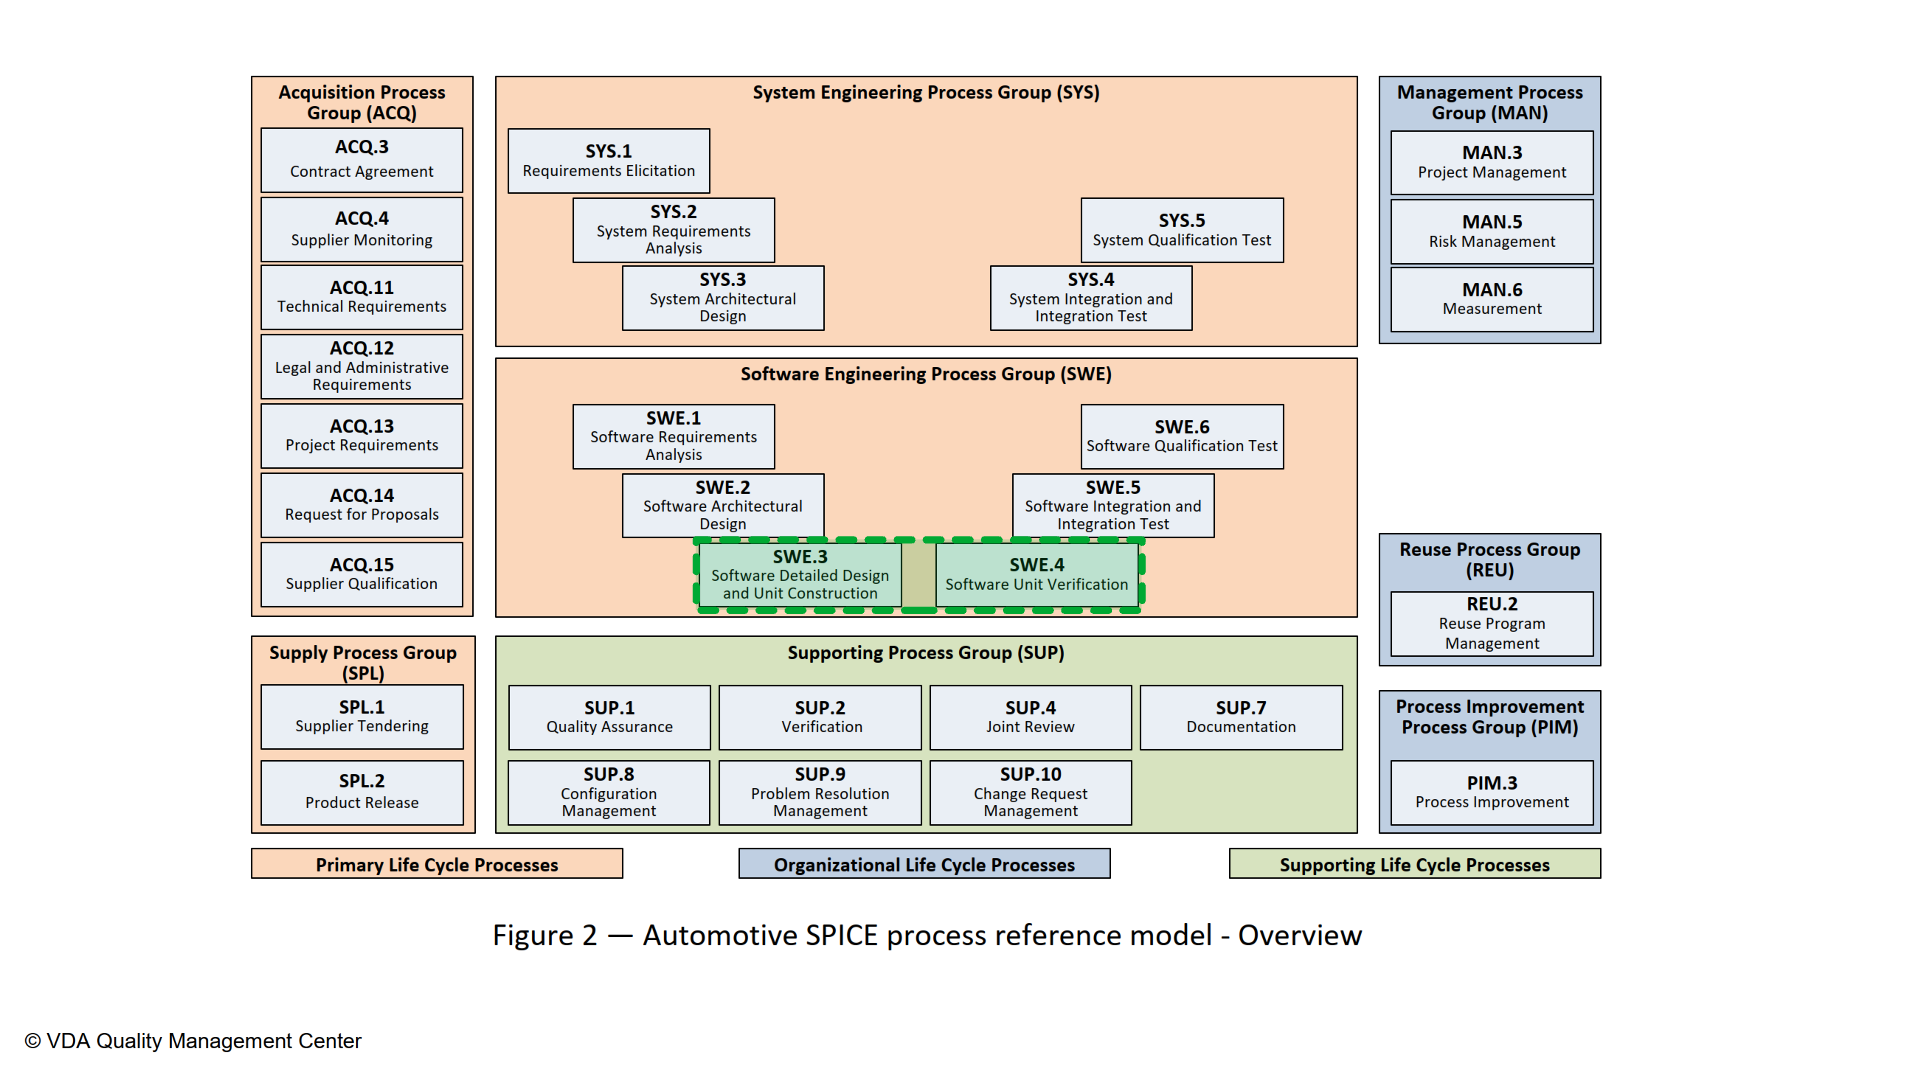 Acquisition Process
Group (ACQ)
ACQ.3
Contract Agreement
ACQ.4
Supplier Monitoring
ACQ.11
Technical Requirements
ACQ.12
Legal and Administrative
Requirements
ACQ.13
Project Requirements
ACQ.14
Request for Proposals
ACQ.15
Supplier Qualification
System Engineering Process Group (SYS)
SYS.1
Requirements Elicitation
SYS.2
System Requirements
Analysis
SYS.3
System Architectural
Design
SYS.5
System Qualification Test
SYS.4
System Integration and
Integration Test
Software Engineering Process Group (SWE)
SWE.1
Software Requirements
Analysis
SWE.2
Software Architectural
Design
SWE.3
Software Detailed Design
and Unit Construction
SWE.6
Software Qualification Test
SWE.5
Software Integration and
Integration Test
SWE.4
Software Unit Verification
Management Process
Group (MAN)
MAN.3
Project Management
MAN.5
Risk Management
MAN.6
Measurement
Reuse Process Group
(REU)
REU.2
Reuse Program
Management
Supply Process Group
(SPL)
SPL.1
Supplier Tendering
SPL.2
Product Release
Supporting Process Group (SUP)
SUP.1
Quality Assurance
SUP.2
Verification
SUP.4
Joint Review
SUP.7
Documentation
SUP.8
Configuration
Management
SUP.9
Problem Resolution
Management
SUP.10
Change Request
Management
Process Improvement
Process Group (PIM)
PIM.3
Process Improvement
Primary Life Cycle Processes
Organizational Life Cycle Processes
Supporting Life Cycle Processes
Figure 2 — Automotive SPICE process reference model - Overview
© VDA Quality Management Center